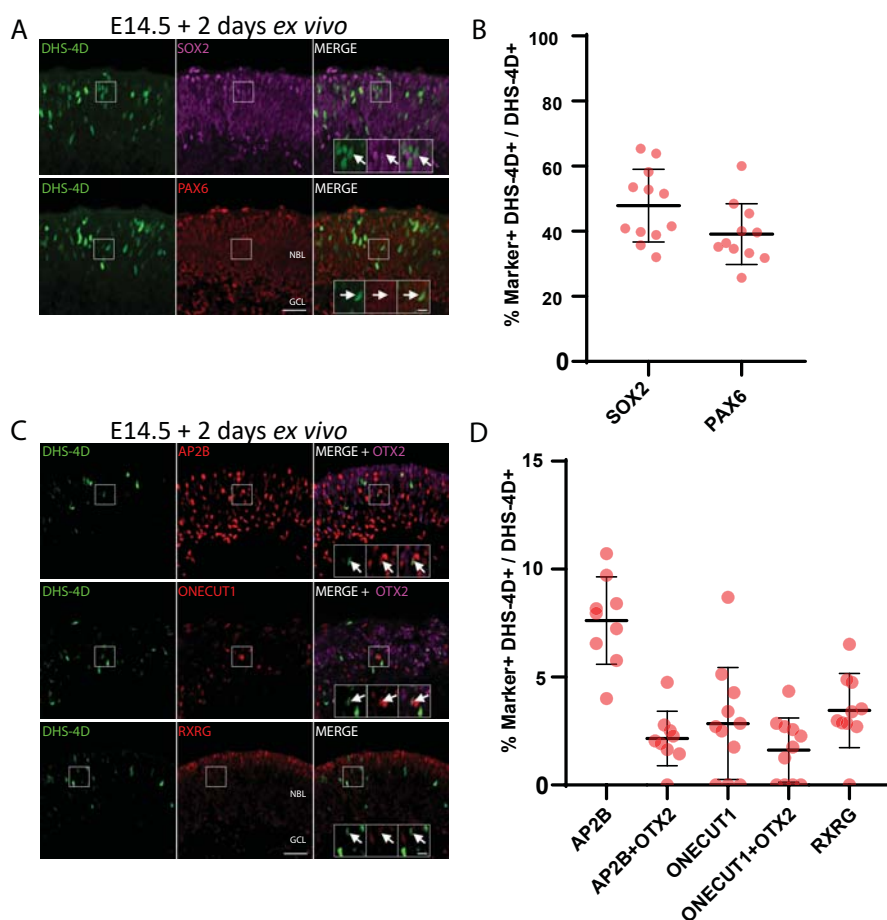 A
E14.5 + 2 days ex vivo
DHS-4D
SOX2
MERGE
DHS-4D
PAX6
MERGE
NBL
GCL
B
% Marker+ DHS-4D+ / DHS-4D+
100
80
60
40
20
0
SOX2
PAX6
C
E14.5 + 2 days ex vivo
DHS-4D
AP2B
MERGE + OTX2
DHS-4D
ONECUT1
MERGE + OTX2
DHS-4D
RXRG
MERGE
NBL
GCL
D
% Marker+ DHS-4D+ / DHS-4D+
15
10
5
0
AP2B
AP2B+OTX2
ONECUT1
ONECUT1+OTX2
RXRG